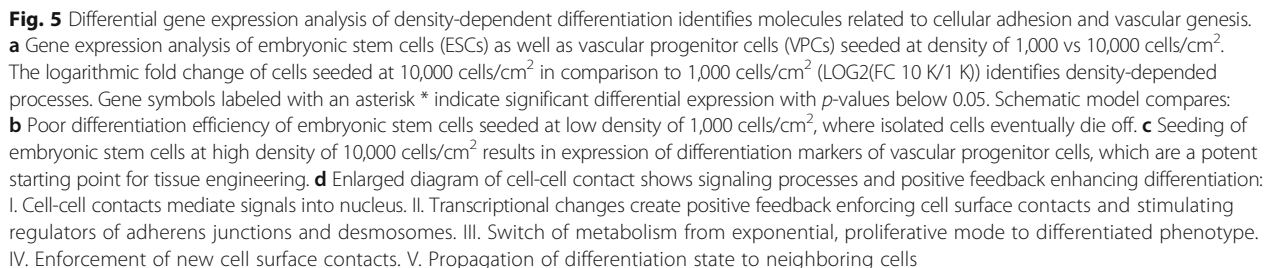 Fig. 5 Differential gene expression analysis of density-dependent differentiation identifies molecules related to cellular adhesion and vascular genesis.
a Gene expression analysis of embryonic stem cells (ESCs) as well as vascular progenitor cells (VPCs) seeded at density of 1,000 vs 10,000 cells/cm².
The logarithmic fold change of cells seeded at 10,000 cells/cm² in comparison to 1,000 cells/cm² (LOG2(FC 10 K/1 K)) identifies density-depended
processes. Gene symbols labeled with an asterisk * indicate significant differential expression with p-values below 0.05. Schematic model compares:
b Poor differentiation efficiency of embryonic stem cells seeded at low density of 1,000 cells/cm², where isolated cells eventually die off. c Seeding of
embryonic stem cells at high density of 10,000 cells/cm² results in expression of differentiation markers of vascular progenitor cells, which are a potent
starting point for tissue engineering. d Enlarged diagram of cell-cell contact shows signaling processes and positive feedback enhancing differentiation:
I. Cell-cell contacts mediate signals into nucleus. II. Transcriptional changes create positive feedback enforcing cell surface contacts and stimulating
regulators of adherens junctions and desmosomes. III. Switch of metabolism from exponential, proliferative mode to differentiated phenotype.
IV. Enforcement of new cell surface contacts. V. Propagation of differentiation state to neighboring cells